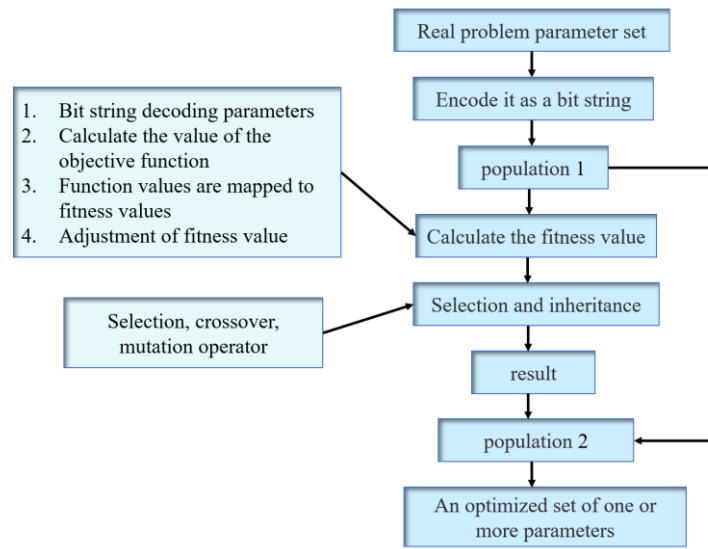 Real problem parameter set
Encode it as a bit string
population 1
1. Bit string decoding parameters
2. Calculate the value of the
objective function
3. Function values are mapped to
fitness values
4. Adjustment of fitness value
Calculate the fitness value
Selection and inheritance
Selection, crossover,
mutation operator
result
population 2
An optimized set of one or
more parameters